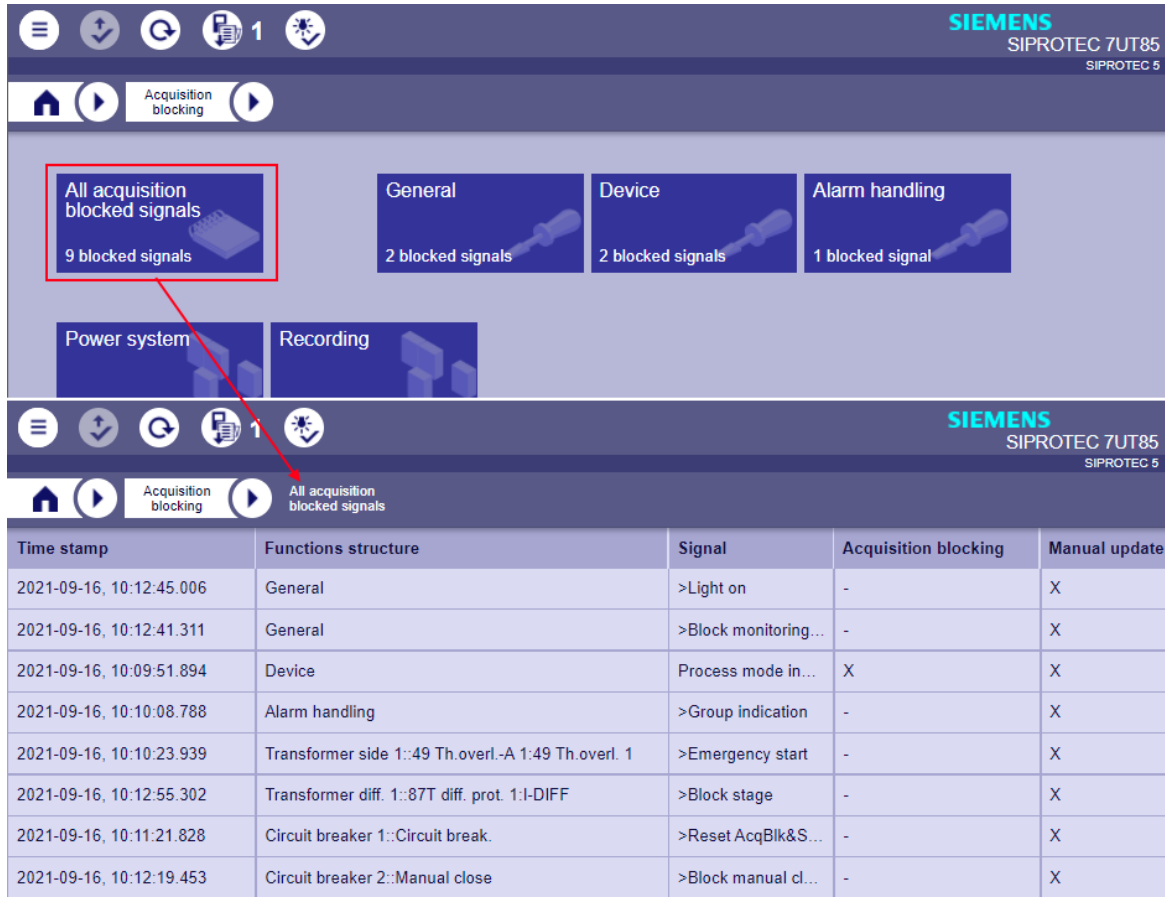 1
SIEMENS
SIPROTEC 7UT85
SIPROTEC 5
Acquisition
blocking
All acquisition
blocked signals
9 blocked signals
General
2 blocked signals
Device
2 blocked signals
Alarm handling
1 blocked signal
Power system
Recording
1
SIEMENS
SIPROTEC 7UT85
SIPROTEC 5
Acquisition
blocking
All acquisition
blocked signals
Time stamp Functions structure Signal Acquisition blocking Manual update
2021-09-16, 10:12:45.006 General >Light on - X
2021-09-16, 10:12:41.311 General >Block monitoring... - X
2021-09-16, 10:09:51.894 Device Process mode in... X X
2021-09-16, 10:10:08.788 Alarm handling >Group indication - X
2021-09-16, 10:10:23.939 Transformer side 1::49 Th.overl.-A 1:49 Th.overl. 1 >Emergency start - X
2021-09-16, 10:12:55.302 Transformer diff. 1::87T diff. prot. 1:I-DIFF >Block stage - X
2021-09-16, 10:11:21.828 Circuit breaker 1::Circuit break. >Reset AcqBlk&S... - X
2021-09-16, 10:12:19.453 Circuit breaker 2::Manual close >Block manual cl... - X